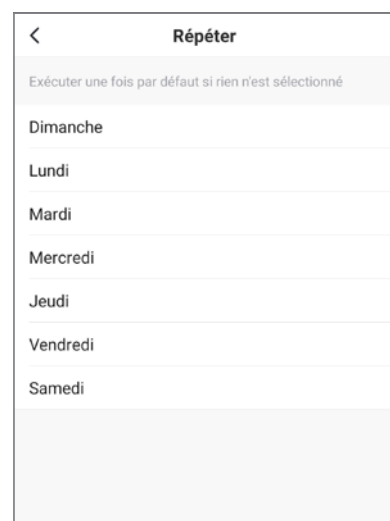 Répéter
Exécuter une fois par défaut si rien n'est sélectionné
Dimanche
Lundi
Mardi
Mercredi
Jeudi
Vendredi
Samedi